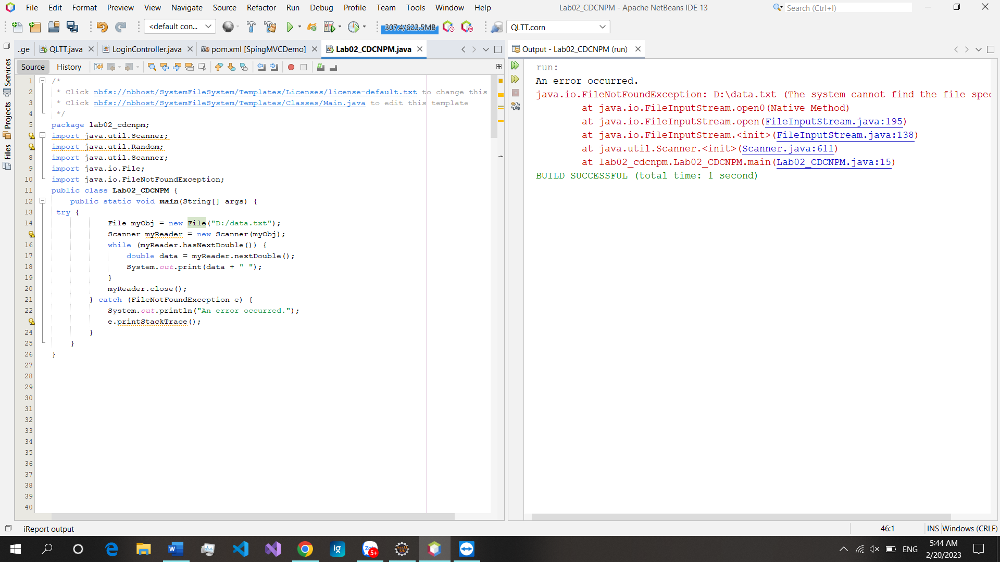 File Edit Format Preview View Navigate Source Refactor Run Debug Profile Team Tools Window Help
Lab02_CDCNPM - Apache NetBeans IDE 13
Search (Ctrl+I)
<default con...
307.4/623.5MB
QLTT.corn
..ge QLTT.java LoginController.java pom.xml [SpingMVCDemo] Lab02_CDCNPM.java
Source History
Services
Projects
Files
1 /*
2 * Click nbfs://nbhost/SystemFileSystem/Templates/Licenses/license-default.txt to change this
3 * Click nbfs://nbhost/SystemFileSystem/Templates/Classes/Main.java to edit this template
4 */
5 package lab02_cdcnpm;
import java.util.Scanner;
import java.util.Random;
8 import java.util.Scanner;
9 import java.io.File;
10 import java.io.FileNotFoundException;
11 public class Lab02_CDCNPM {
12 public static void main(String[] args) {
13 try {
14 File myObj = new File("D:/data.txt");
Scanner myReader = new Scanner(myObj);
16 while (myReader.hasNextDouble()) {
17 double data = myReader.nextDouble();
18 System.out.print(data + " ");
19 }
20 myReader.close();
21 } catch (FileNotFoundException e) {
22 System.out.println("An error occurred.");
e.printStackTrace();
24 }
25 }
26 }
27
28
29
30
31
32
33
34
35
36
37
38
39
40
Output - Lab02_CDCNPM (run)
run:
An error occurred.
java.io.FileNotFoundException: D:\data.txt (The system cannot find the file spec
at java.io.FileInputStream.open0(Native Method)
at java.io.FileInputStream.open(FileInputStream.java:195)
at java.io.FileInputStream.<init>(FileInputStream.java:138)
at java.util.Scanner.<init>(Scanner.java:611)
at lab02_cdcnpm.Lab02_CDCNPM.main(Lab02_CDCNPM.java:15)
BUILD SUCCESSFUL (total time: 1 second)
iReport output
46:1 INS Windows (CRLF)
ig
5+
ENG
5:44 AM
2/20/2023